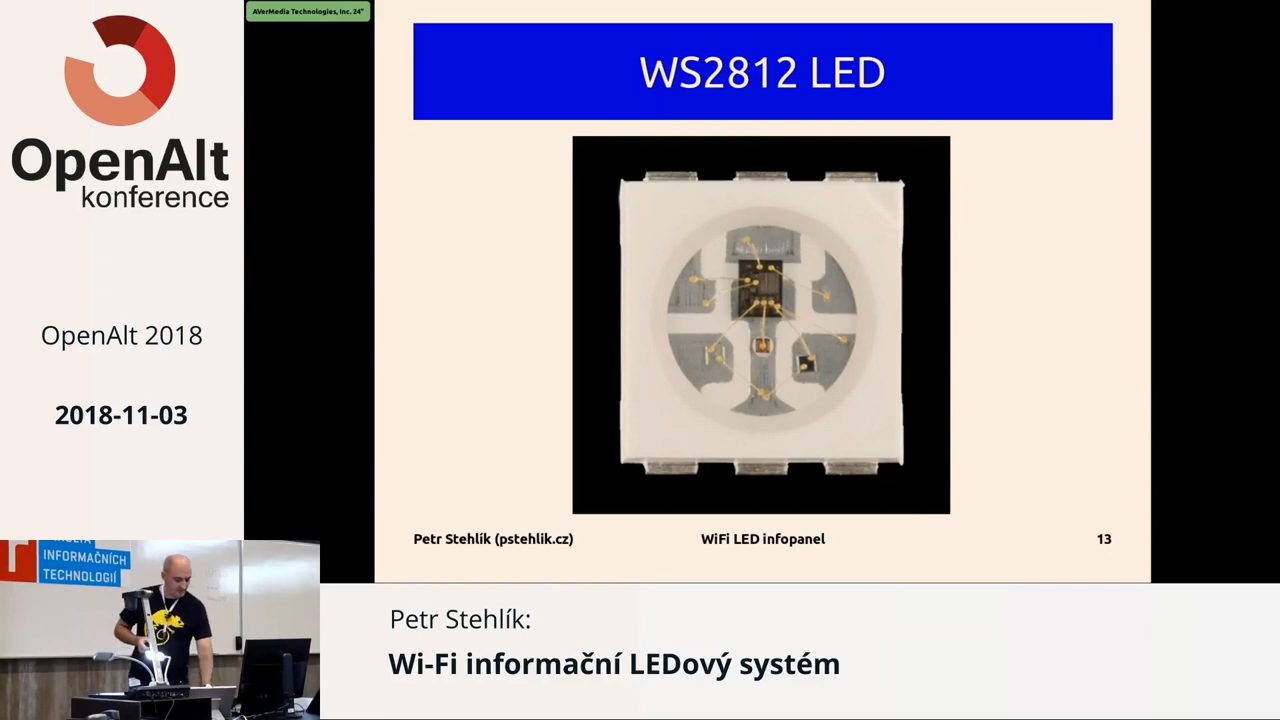 AVerMedia Technologies, Inc. 24"
OpenAlt
konference
OpenAlt 2018
2018-11-03
WS2812 LED
Petr Stehlík (pstehlik.cz)
WiFi LED infopanel
13
INFORMAČNÍCH
TECHNOLOGIÍ
Petr Stehlík:
Wi-Fi informační LEDový systém